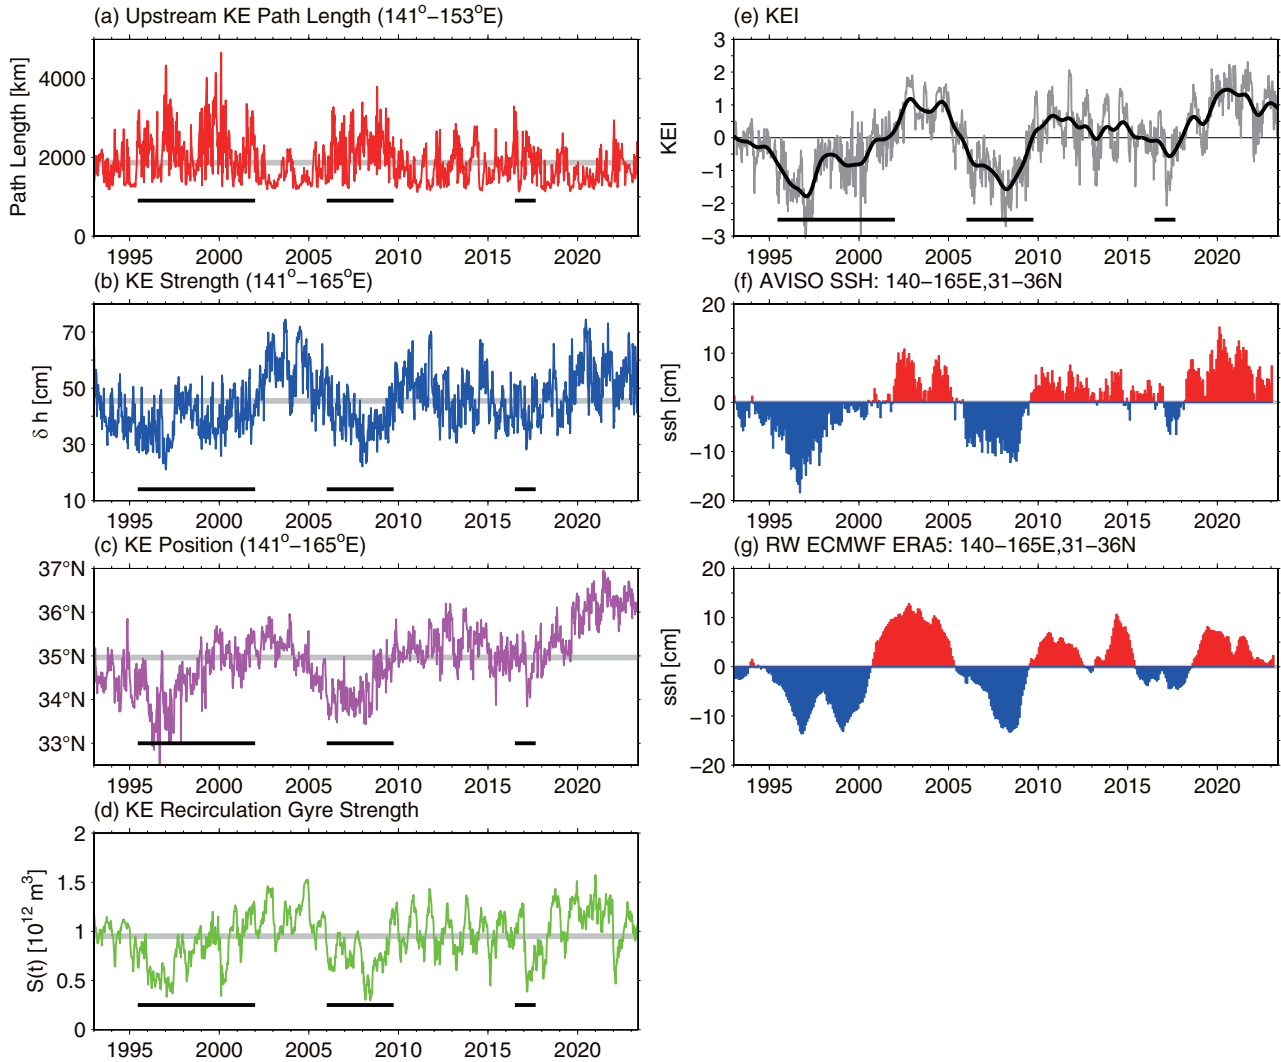 (a) Upstream KE Path Length (141°−153°E)
Path Length [km]
4000
2000
0
1995 2000 2005 2010 2015 2020
(b) KE Strength (141°−165°E)
δ h [cm]
70
50
30
10
1995 2000 2005 2010 2015 2020
(c) KE Position (141°−165°E)
37°N
36°N
35°N
34°N
33°N
1995 2000 2005 2010 2015 2020
(d) KE Recirculation Gyre Strength
S(t) [10¹² m³]
2
1.5
1
0.5
0
1995 2000 2005 2010 2015 2020
(e) KEI
KEI
3
2
1
0
−1
−2
−3
1995 2000 2005 2010 2015 2020
(f) AVISO SSH: 140−165E,31−36N
ssh [cm]
20
10
0
−10
−20
1995 2000 2005 2010 2015 2020
(g) RW ECMWF ERA5: 140−165E,31−36N
ssh [cm]
20
10
0
−10
−20
1995 2000 2005 2010 2015 2020